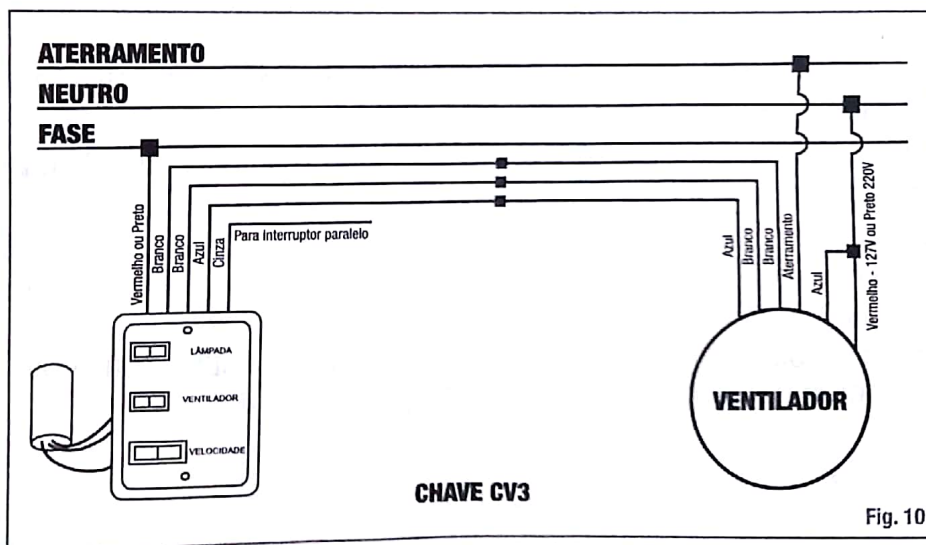 ATERRAMENTO
NEUTRO
FASE
Vermelho ou Preto
Branco
Branco
Azul
Cinza
Para Interruptor paralelo
Azul
Branco
Branco
Aterramento
Azul
Vermelho - 127V ou Preto 220V
LÂMPADA
VENTILADOR
VELOCIDADE
VENTILADOR
CHAVE CV3
Fig. 10